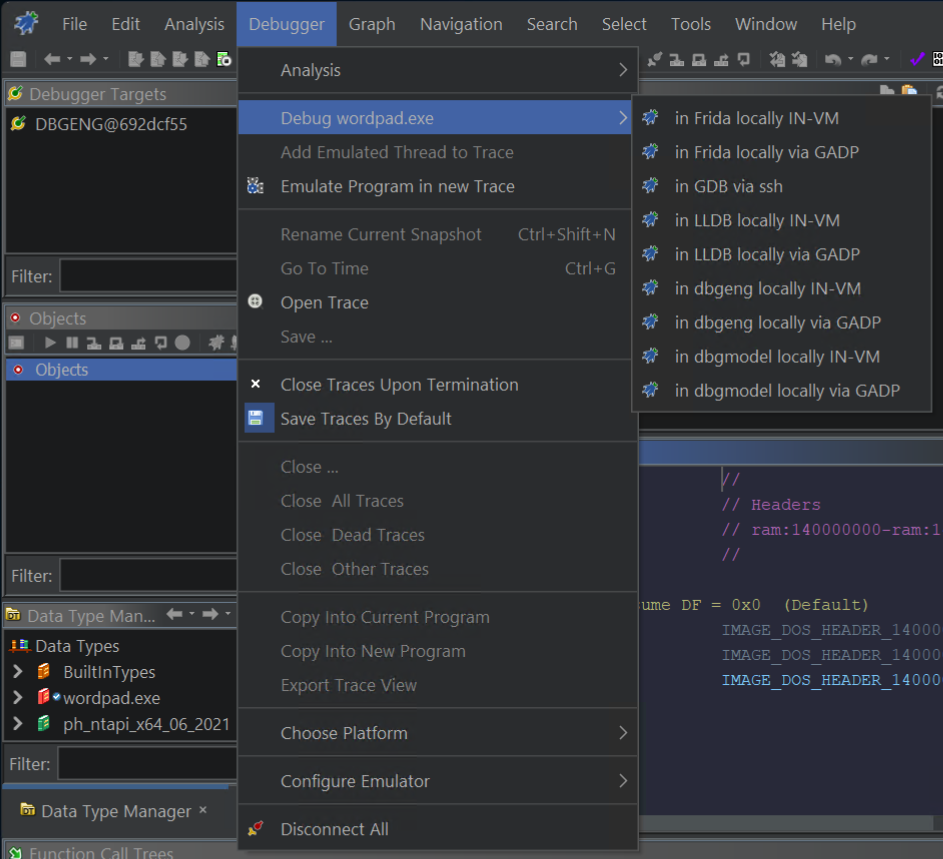 File Edit Analysis Debugger Graph Navigation Search Select Tools Window Help
Debugger Targets
DBGENG@692dcf55
Filter:
Objects
Objects
Filter:
Data Type Man...
Data Types
BuiltInTypes
wordpad.exe
ph_ntapi_x64_06_2021
Filter:
Data Type Manager ×
Function Call Trees
Analysis
Debug wordpad.exe
Add Emulated Thread to Trace
Emulate Program in new Trace
Rename Current Snapshot Ctrl+Shift+N
Go To Time Ctrl+G
Open Trace
Save ...
Close Traces Upon Termination
Save Traces By Default
Close ...
Close All Traces
Close Dead Traces
Close Other Traces
Copy Into Current Program
Copy Into New Program
Export Trace View
Choose Platform
Configure Emulator
Disconnect All
in Frida locally IN-VM
in Frida locally via GADP
in GDB via ssh
in LLDB locally IN-VM
in LLDB locally via GADP
in dbgeng locally IN-VM
in dbgeng locally via GADP
in dbgmodel locally IN-VM
in dbgmodel locally via GADP
//
// Headers
// ram:140000000-ram:1
//
ume DF = 0x0 (Default)
IMAGE_DOS_HEADER_14000
IMAGE_DOS_HEADER_14000
IMAGE_DOS_HEADER_14000